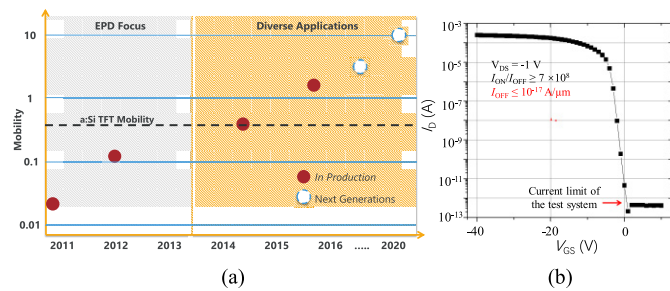 EPD Focus
Diverse Applications
10
1
0.1
0.01
Mobility
a:Si TFT Mobility
In Production
Next Generations
2011 2012 2013 2014 2015 2016 ..... 2020
(a)
10⁻³
10⁻⁵
10⁻⁷
10⁻⁹
10⁻¹¹
10⁻¹³
I_D (A)
V_DS = -1 V
I_ON/I_OFF ≥ 7 ×10⁸
I_OFF ≤ 10⁻¹⁷ A/μm
Current limit of
the test system
-40 -20 0
V_GS (V)
(b)